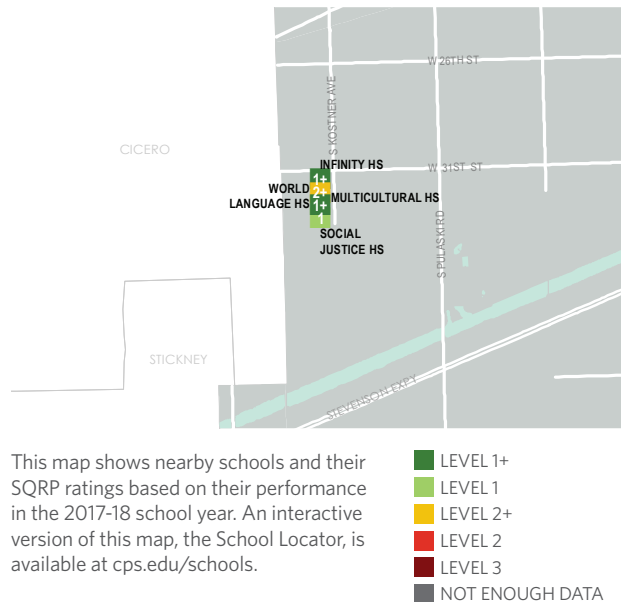 W 26TH ST
S KOSTNER AVE
CICERO
INFINITY HS
W 31ST ST
1+
WORLD
LANGUAGE HS
2+
MULTICULTURAL HS
1+
1
SOCIAL
JUSTICE HS
S PULASKI RD
STICKNEY
STEVENSON EXPY
This map shows nearby schools and their
SQRP ratings based on their performance
in the 2017-18 school year. An interactive
version of this map, the School Locator, is
available at cps.edu/schools.
LEVEL 1+
LEVEL 1
LEVEL 2+
LEVEL 2
LEVEL 3
NOT ENOUGH DATA